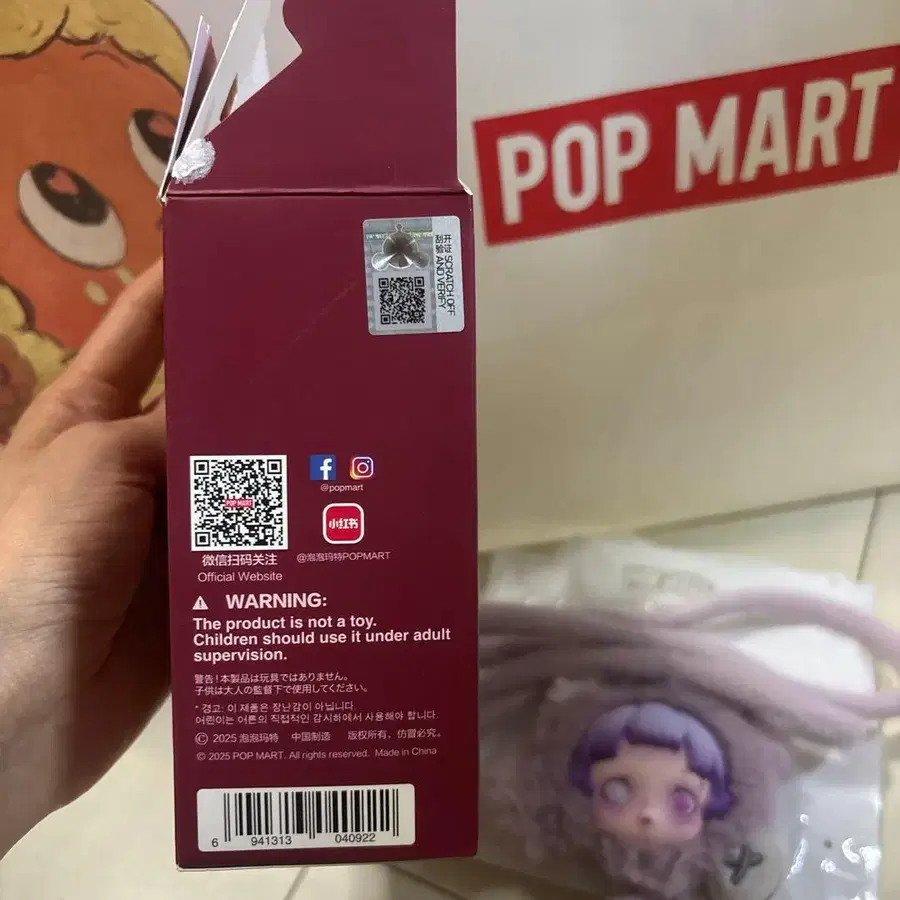 POP MART
开证 SCRATCH OFF
刮验 AND VERIFY
POP MART
微信扫码关注
Official Website
@popmart
小红书
@泡泡玛特POPMART
WARNING:
The product is not a toy.
Children should use it under adult
supervision.
警告!本製品は玩具ではありません。
子供は大人の監督下で使用してください。
* 경고: 이 제품은 장난감이 아닙니다.
어린이는 어른의 직접적인 감시하에서 사용해야 합니다.
© 2025 泡泡玛特 中国制造 版权所有，仿冒必究。
© 2025 POP MART. All rights reserved. Made in China
6 941313 040922